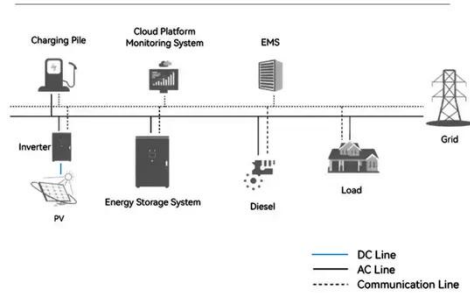 Charging Pile
Cloud Platform
Monitoring System
EMS
Grid
Inverter
PV
Energy Storage System
Diesel
Load
DC Line
AC Line
Communication Line